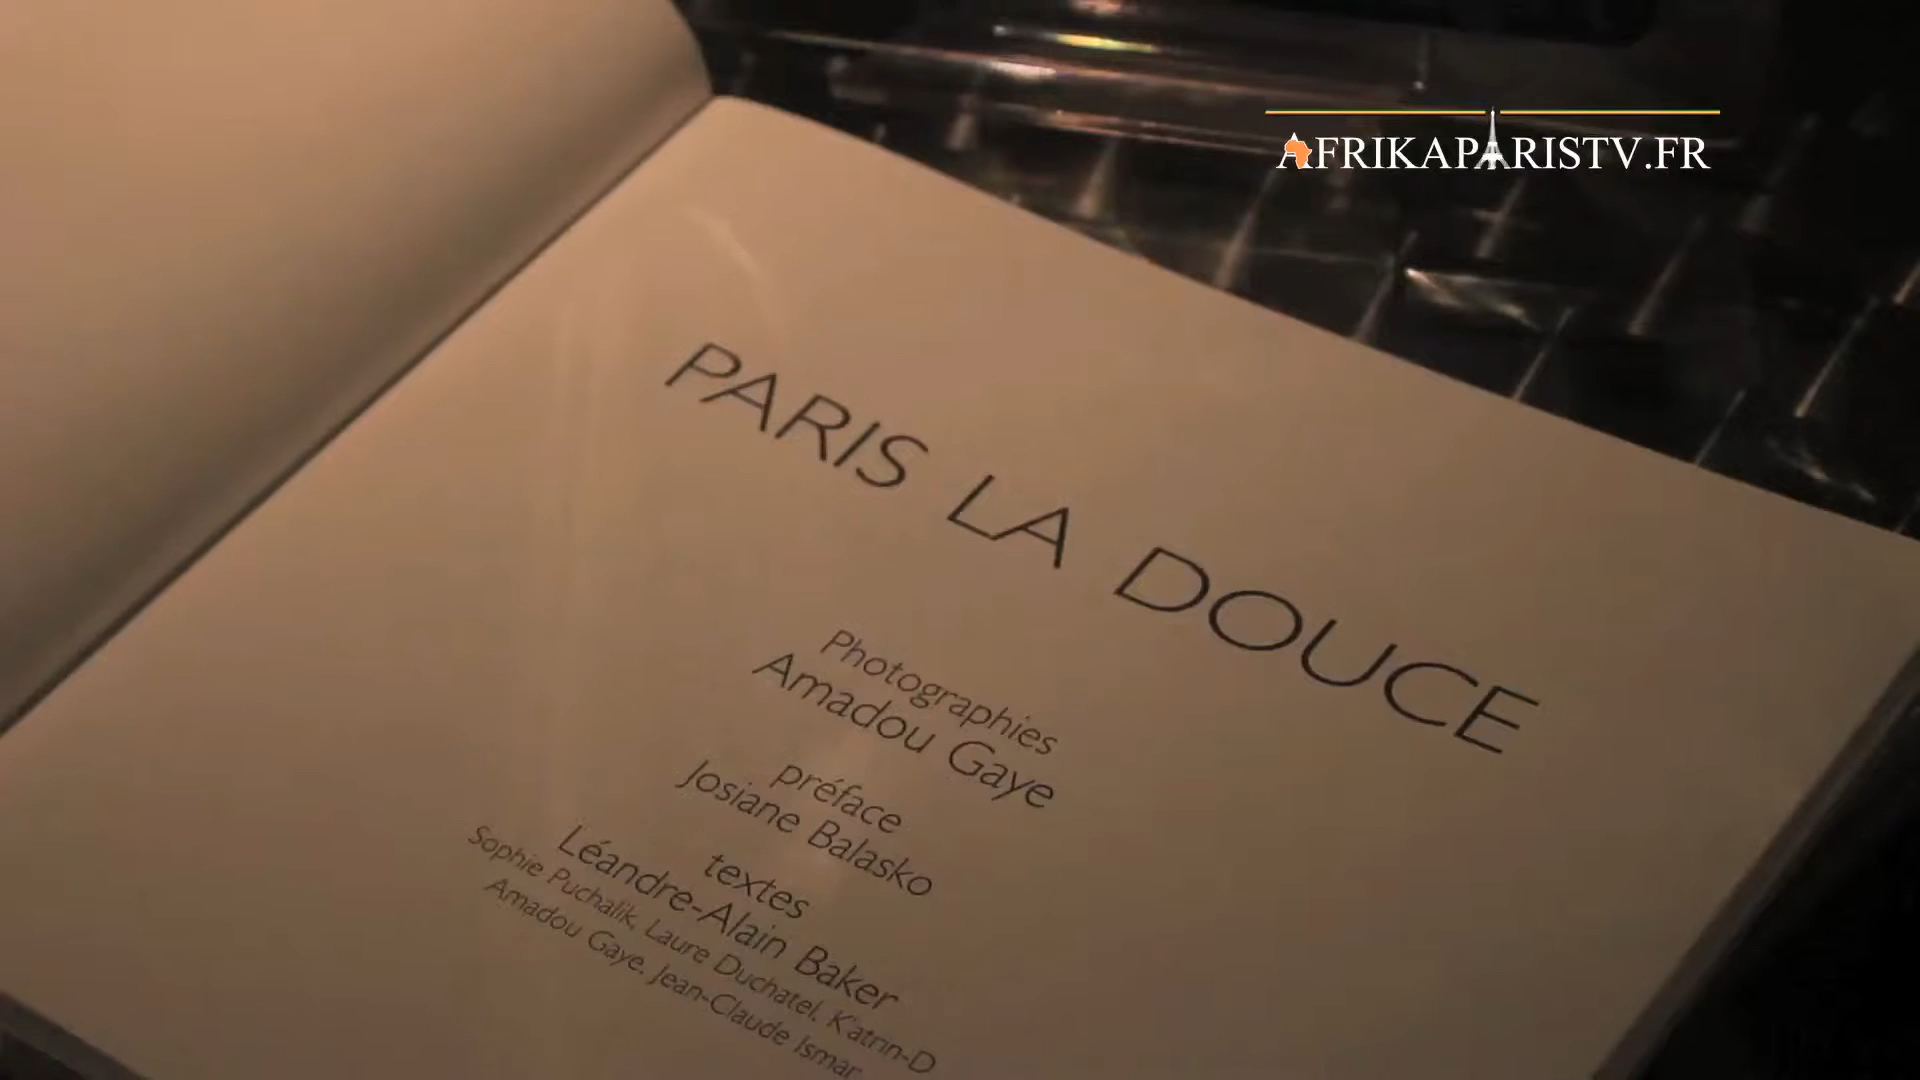 AFRIKAPARISTV.FR
PARIS LA DOUCE
Photographies
Amadou Gaye
préface
Josiane Balasko
textes
Léandre-Alain Baker
Sophie Puchalik, Laure Duchatel, K'atrin-D
Amadou Gaye, Jean-Claude Ismar